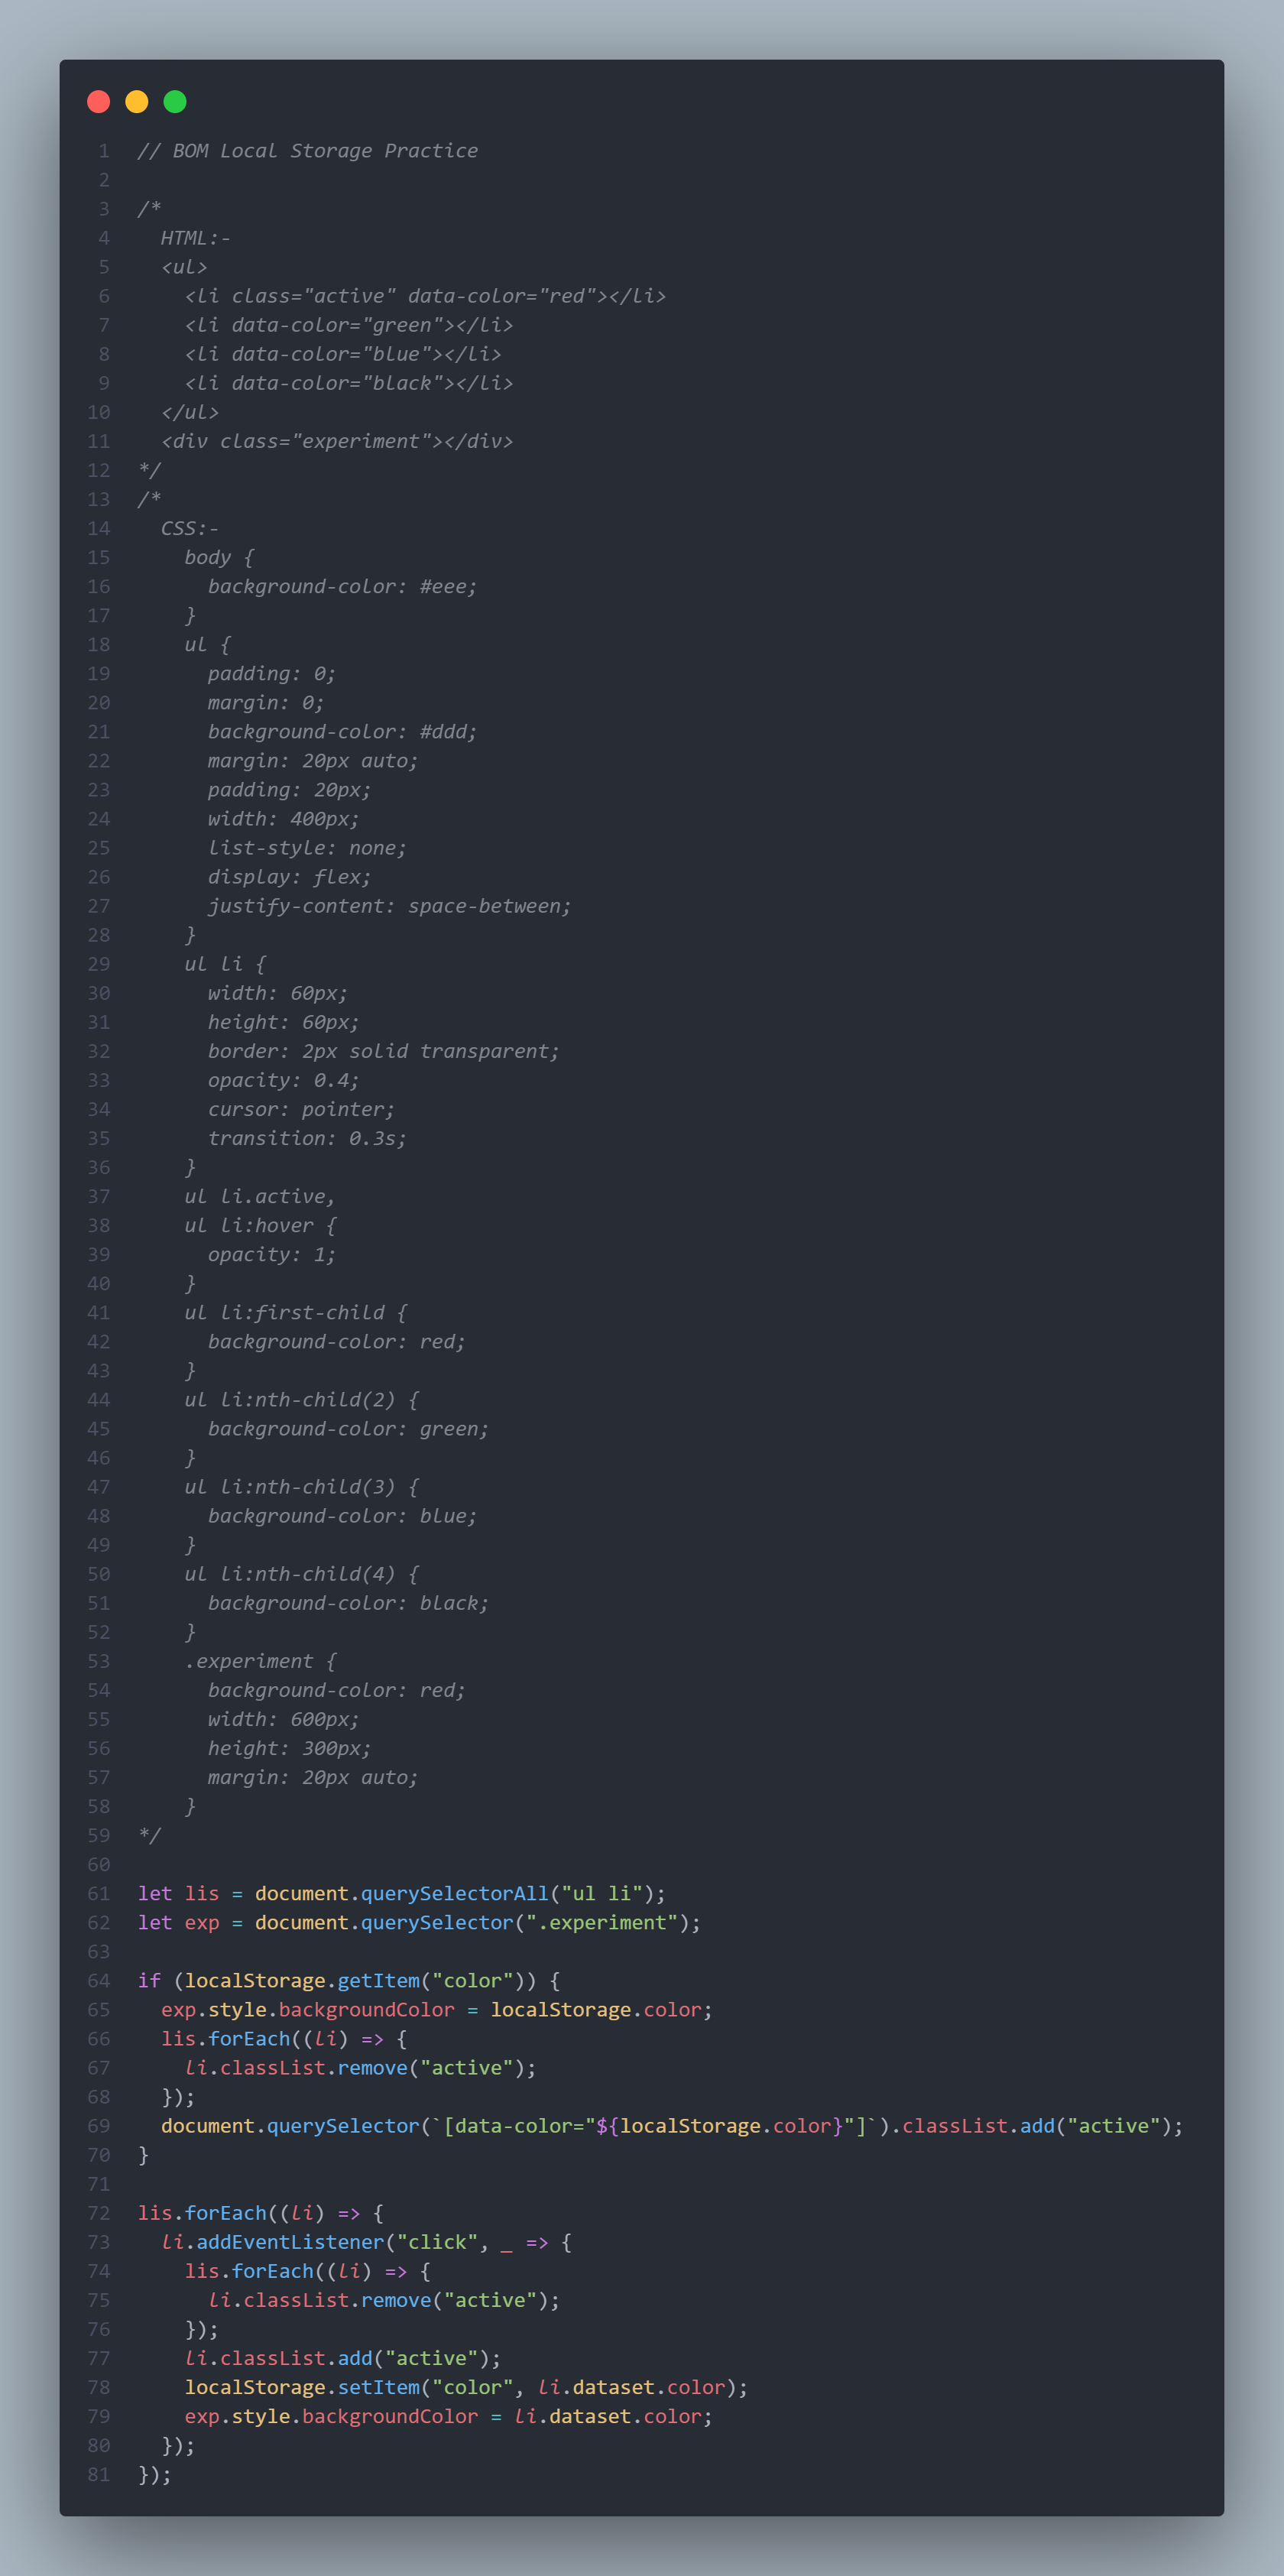 1 // BOM Local Storage Practice
2
3 /*
4   HTML:-
5   <ul>
6     <li class="active" data-color="red"></li>
7     <li data-color="green"></li>
8     <li data-color="blue"></li>
9     <li data-color="black"></li>
10   </ul>
11   <div class="experiment"></div>
12 */
13 /*
14   CSS:-
15     body {
16       background-color: #eee;
17     }
18     ul {
19       padding: 0;
20       margin: 0;
21       background-color: #ddd;
22       margin: 20px auto;
23       padding: 20px;
24       width: 400px;
25       list-style: none;
26       display: flex;
27       justify-content: space-between;
28     }
29     ul li {
30       width: 60px;
31       height: 60px;
32       border: 2px solid transparent;
33       opacity: 0.4;
34       cursor: pointer;
35       transition: 0.3s;
36     }
37     ul li.active,
38     ul li:hover {
39       opacity: 1;
40     }
41     ul li:first-child {
42       background-color: red;
43     }
44     ul li:nth-child(2) {
45       background-color: green;
46     }
47     ul li:nth-child(3) {
48       background-color: blue;
49     }
50     ul li:nth-child(4) {
51       background-color: black;
52     }
53     .experiment {
54       background-color: red;
55       width: 600px;
56       height: 300px;
57       margin: 20px auto;
58     }
59 */
60
61 let lis = document.querySelectorAll("ul li");
62 let exp = document.querySelector(".experiment");
63
64 if (localStorage.getItem("color")) {
65   exp.style.backgroundColor = localStorage.color;
66   lis.forEach((li) => {
67     li.classList.remove("active");
68   });
69   document.querySelector(`[data-color="${localStorage.color}"]`).classList.add("active");
70 }
71
72 lis.forEach((li) => {
73   li.addEventListener("click", _ => {
74     lis.forEach((li) => {
75       li.classList.remove("active");
76     });
77     li.classList.add("active");
78     localStorage.setItem("color", li.dataset.color);
79     exp.style.backgroundColor = li.dataset.color;
80   });
81 });